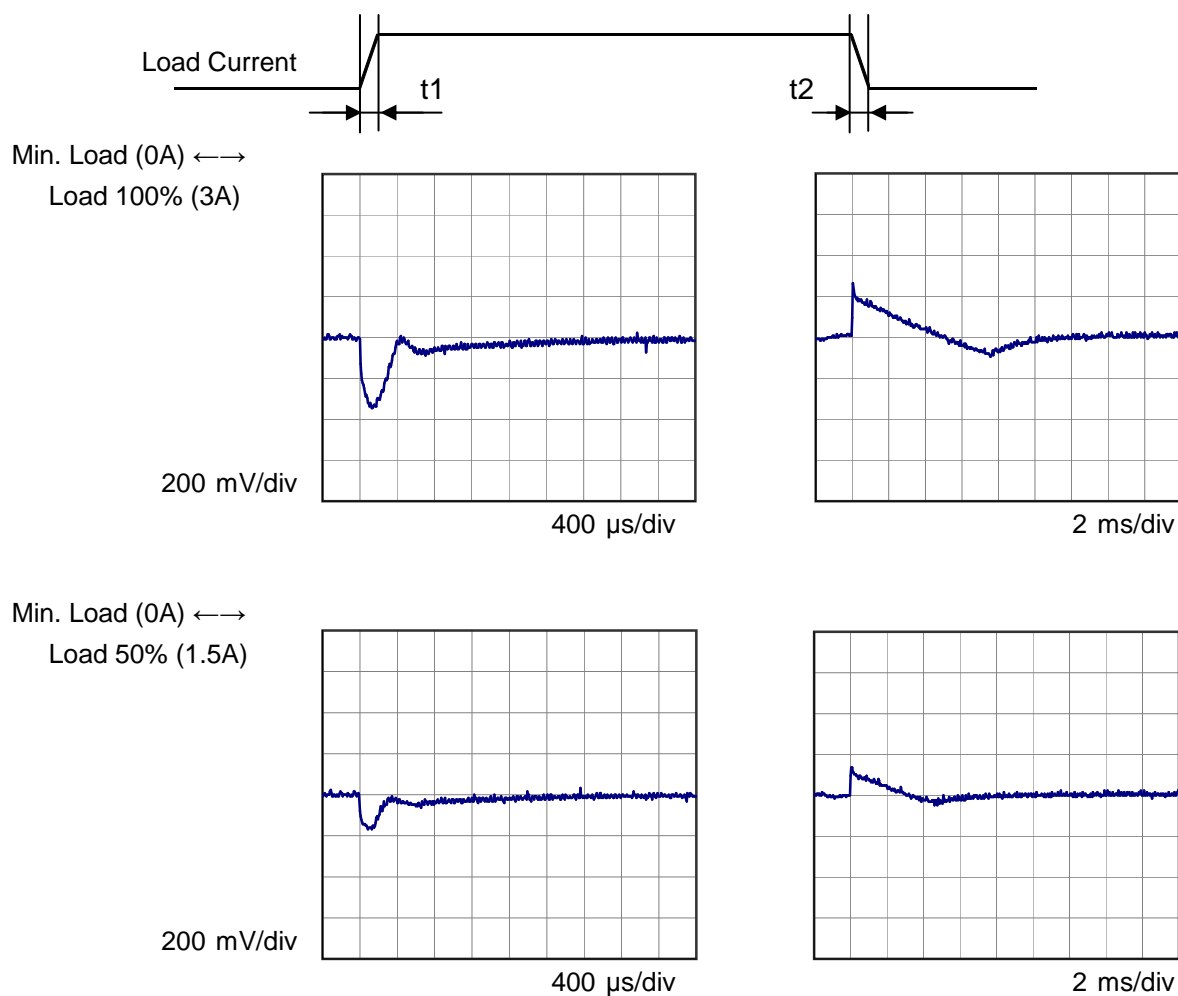 Load Current
t1
t2
Min. Load (0A) ←→
Load 100% (3A)
200 mV/div
400 µs/div
2 ms/div
Min. Load (0A) ←→
Load 50% (1.5A)
200 mV/div
400 µs/div
2 ms/div